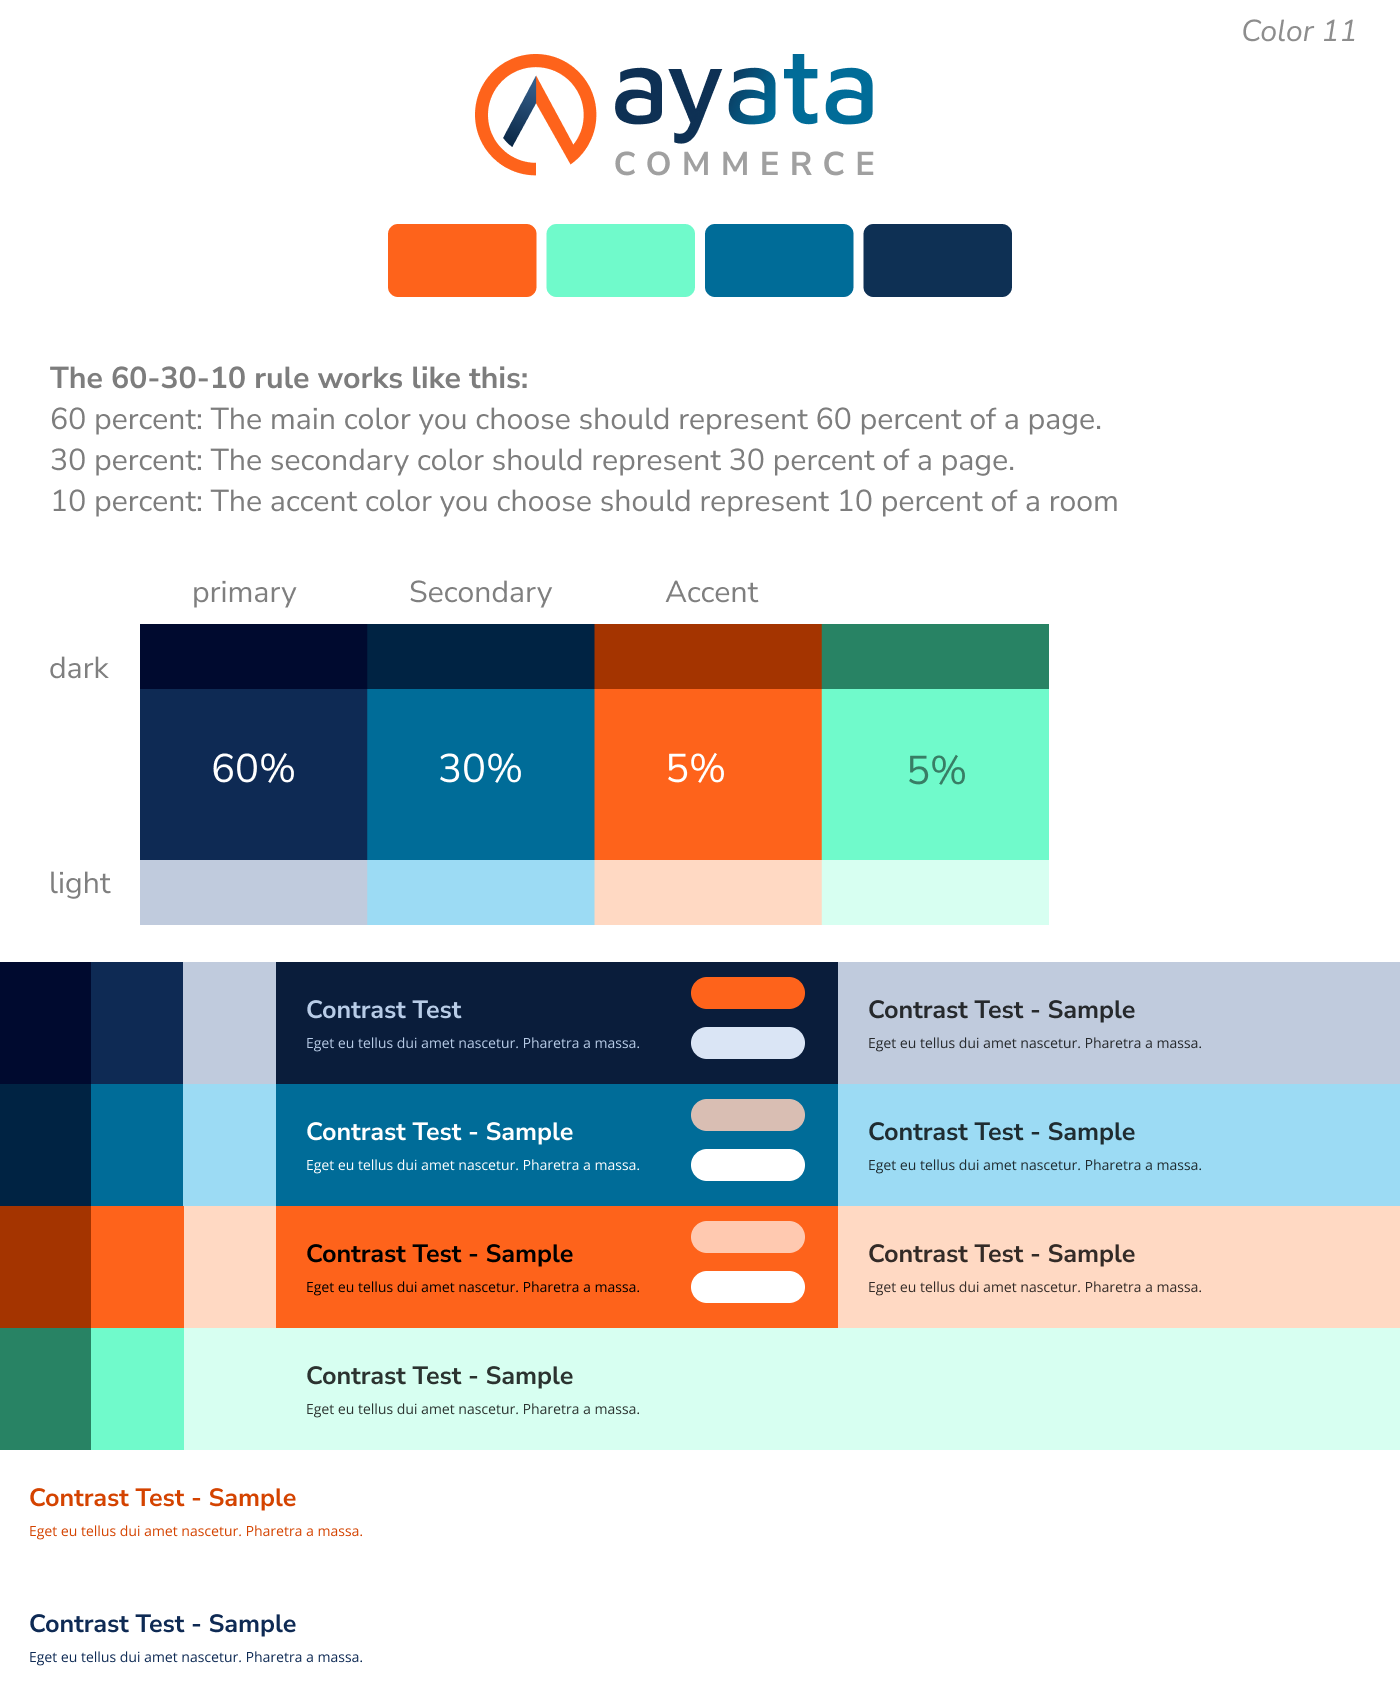 Color 11
ayata
COMMERCE
The 60-30-10 rule works like this:
60 percent: The main color you choose should represent 60 percent of a page.
30 percent: The secondary color should represent 30 percent of a page.
10 percent: The accent color you choose should represent 10 percent of a room
primary Secondary Accent
dark
60% 30% 5% 5%
light
Contrast Test
Eget eu tellus dui amet nascetur. Pharetra a massa.
Contrast Test - Sample
Eget eu tellus dui amet nascetur. Pharetra a massa.
Contrast Test - Sample
Eget eu tellus dui amet nascetur. Pharetra a massa.
Contrast Test - Sample
Eget eu tellus dui amet nascetur. Pharetra a massa.
Contrast Test - Sample
Eget eu tellus dui amet nascetur. Pharetra a massa.
Contrast Test - Sample
Eget eu tellus dui amet nascetur. Pharetra a massa.
Contrast Test - Sample
Eget eu tellus dui amet nascetur. Pharetra a massa.
Contrast Test - Sample
Eget eu tellus dui amet nascetur. Pharetra a massa.
Contrast Test - Sample
Eget eu tellus dui amet nascetur. Pharetra a massa.